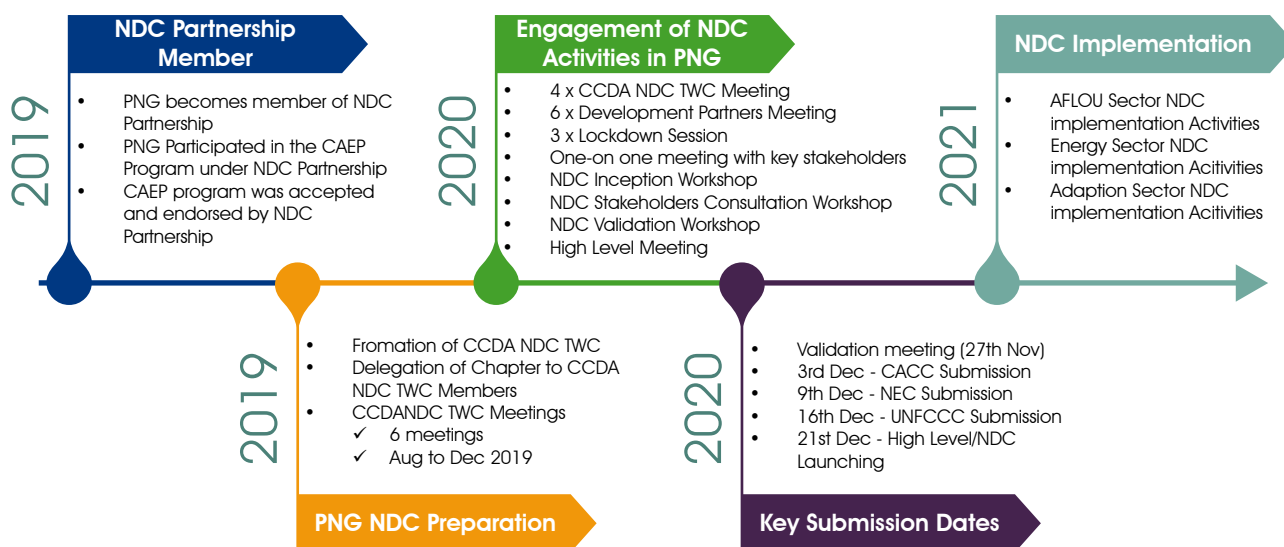 NDC Partnership
Member
2019
• PNG becomes member of NDC
Partnership
• PNG Participated in the CAEP
Program under NDC Partnership
• CAEP program was accepted
and endorsed by NDC
Partnership
2019
• Fromation of CCDA NDC TWC
• Delegation of Chapter to CCDA
NDC TWC Members
• CCDANDC TWC Meetings
✓ 6 meetings
✓ Aug to Dec 2019
PNG NDC Preparation
Engagement of NDC
Activities in PNG
2020
• 4 x CCDA NDC TWC Meeting
• 6 x Development Partners Meeting
• 3 x Lockdown Session
• One-on one meeting with key stakeholders
• NDC Inception Workshop
• NDC Stakeholders Consultation Workshop
• NDC Validation Workshop
• High Level Meeting
2020
• Validation meeting (27th Nov)
• 3rd Dec - CACC Submission
• 9th Dec - NEC Submission
• 16th Dec - UNFCCC Submission
• 21st Dec - High Level/NDC
Launching
Key Submission Dates
NDC Implementation
2021
• AFLOU Sector NDC
implementation Activities
• Energy Sector NDC
implementation Acitivities
• Adaption Sector NDC
implementation Acitivities